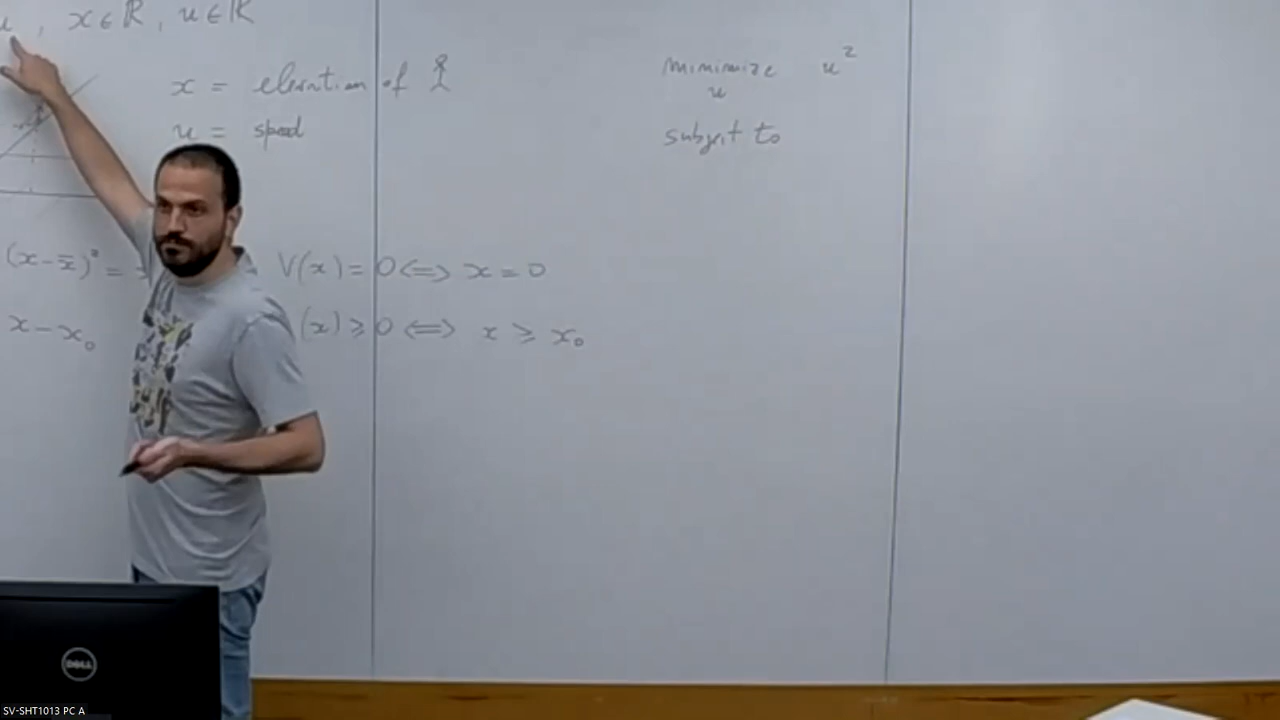 u , x ∈ ℝ , u ∈ ℝ
x = elevation of
u = speed
(x - x̄)² =
V(x) = 0 <=> x = 0
x - x₀
(x) ≥ 0 <=> x ≥ x₀
minimize u²
u
subject to
DELL
SV-SHT1013 PC A